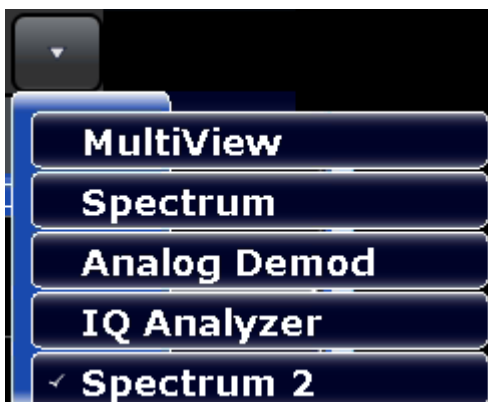 MultiView
Spectrum
Analog Demod
IQ Analyzer
Spectrum 2